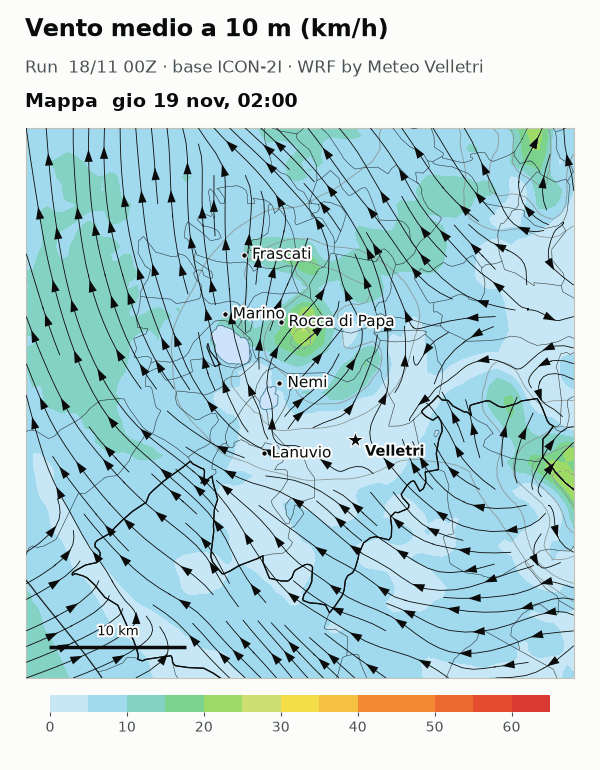 Vento medio a 10 m (km/h)
Run  18/11 00Z · base ICON-2I · WRF by Meteo Velletri
Mappa  gio 19 nov, 02:00
Frascati
Marino
Rocca di Papa
Nemi
Velletri
Lanuvio
10 km
0 10 20 30 40 50 60